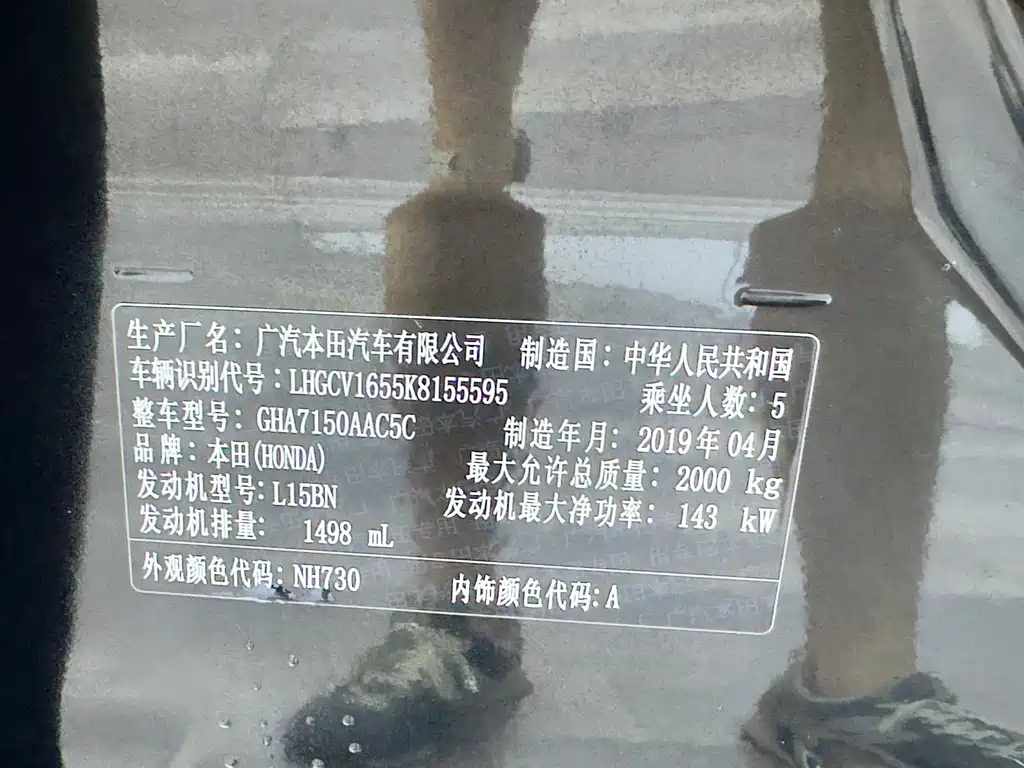 生产厂名：广汽本田汽车有限公司 制造国：中华人民共和国
车辆识别代号：LHGCV1655K8155595 乘坐人数：5
整车型号：GHA7150AAC5C 制造年月：2019年04月
品牌：本田(HONDA) 最大允许总质量：2000 kg
发动机型号：L15BN 发动机最大净功率：143 kW
发动机排量：1498 mL
外观颜色代码：NH730 内饰颜色代码：A